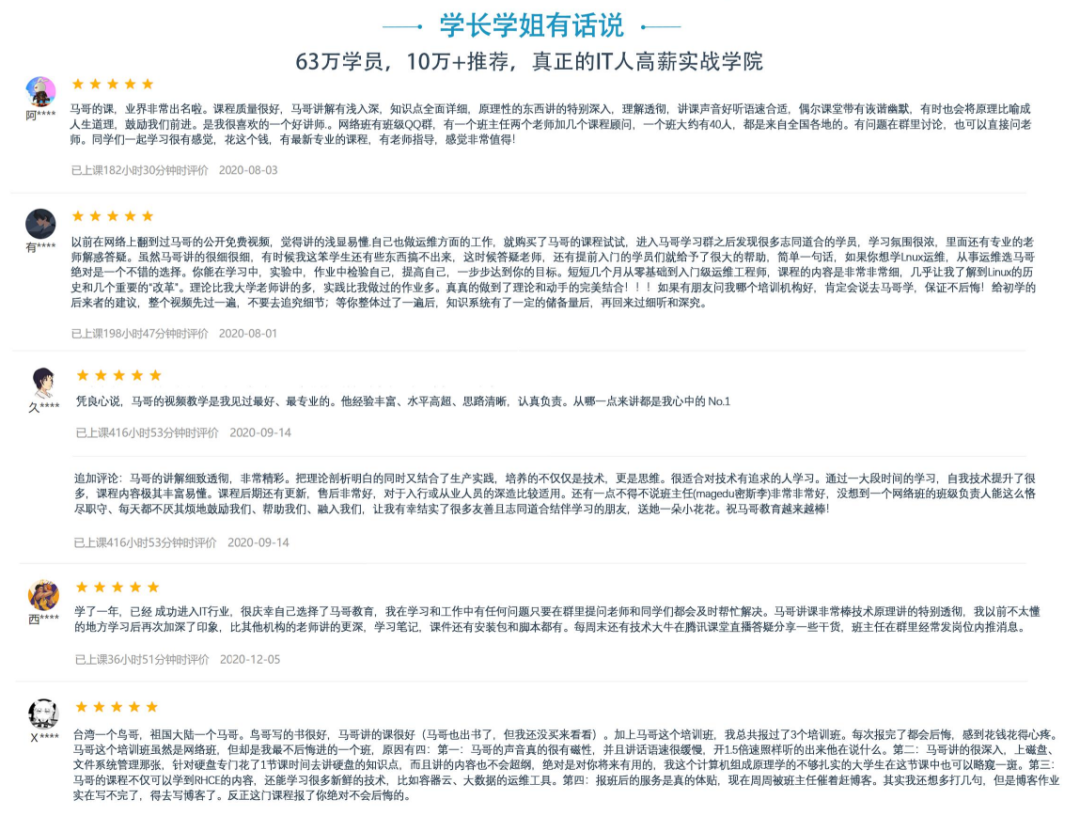 学长学姐有话说
63万学员，10万+推荐，真正的IT人高薪实战学院
阿****
马哥的课，业界非常出名啦。课程质量很好，马哥讲解有浅入深，知识点全面详细，原理性的东西讲的特别深入，理解透彻，讲课声音好听语速合适，偶尔课堂带有诙谐幽默，有时也会将原理比喻成
人生道理，鼓励我们前进。是我很喜欢的一个好讲师.。网络班有班级QQ群，有一个班主任两个老师加几个课程顾问，一个班大约有40人，都是来自全国各地的。有问题在群里讨论，也可以直接问老
师。同学们一起学习很有感觉，花这个钱，有最新专业的课程，有老师指导，感觉非常值得！
已上课182小时30分钟时评价 2020-08-03
有****
以前在网络上翻到过马哥的公开免费视频，觉得讲的浅显易懂,自己也做运维方面的工作，就购买了马哥的课程试试，进入马哥学习群之后发现很多志同道合的学员，学习氛围很浓，里面还有专业的老
师解惑答疑。虽然马哥讲的很细很细，有时候我这笨学生还有些东西搞不出来，这时候答疑老师，还有提前入门的学员们就给予了很大的帮助，简单一句话，如果你想学Lnux运维，从事运维选马哥
绝对是一个不错的选择。你能在学习中，实验中，作业中检验自己，提高自己，一步步达到你的目标。短短几个月从零基础到入门级运维工程师，课程的内容是非常非常细，几乎让我了解到Linux的历
史和几个重要的“改革”。理论比我大学老师讲的多，实践比我做过的作业多。真真的做到了理论和动手的完美结合！！！如果有朋友问我哪个培训机构好，肯定会说去马哥学，保证不后悔！给初学的
后来者的建议，整个视频先过一遍，不要去追究细节；等你整体过了一遍后，知识系统有了一定的储备量后，再回来过细听和深究。
已上课198小时47分钟时评价 2020-08-01
久****
凭良心说，马哥的视频教学是我见过最好、最专业的。他经验丰富、水平高超、思路清晰，认真负责。从哪一点来讲都是我心中的 No.1
已上课416小时53分钟时评价 2020-09-14
追加评论：马哥的讲解细致透彻，非常精彩。把理论剖析明白的同时又结合了生产实践，培养的不仅仅是技术，更是思维。很适合对技术有追求的人学习。通过一大段时间的学习，自我技术提升了很
多，课程内容极其丰富易懂。课程后期还有更新，售后非常好，对于入行或从业人员的深造比较适用。还有一点不得不说班主任(magedu密斯李)非常非常好，没想到一个网络班的班级负责人能这么恪
尽职守、每天都不厌其烦地鼓励我们、帮助我们、融入我们，让我有幸结实了很多友善且志同道合结伴学习的朋友，送她一朵小花花。祝马哥教育越来越棒！
已上课416小时53分钟时评价 2020-09-14
西****
学了一年，已经 成功进入IT行业，很庆幸自己选择了马哥教育，我在学习和工作中有任何问题只要在群里提问老师和同学们都会及时帮忙解决。马哥讲课非常棒技术原理讲的特别透彻，我以前不太懂
的地方学习后再次加深了印象，比其他机构的老师讲的更深，学习笔记，课件还有安装包和脚本都有。每周末还有技术大牛在腾讯课堂直播答疑分享一些干货，班主任在群里经常发岗位内推消息。
已上课36小时51分钟时评价 2020-12-05
X****
台湾一个鸟哥，祖国大陆一个马哥。鸟哥写的书很好，马哥讲的课很好（马哥也出书了，但我还没买来看看）。加上马哥这个培训班，我总共报过了3个培训班。每次报完了都会后悔，感到花钱花得心疼。
马哥这个培训班虽然是网络班，但却是我最不后悔进的一个班，原因有四：第一：马哥的声音真的很有磁性，并且讲话语速很缓慢，开1.5倍速照样听的出来他在说什么。第二：马哥讲的很深入，上磁盘、
文件系统管理那张，针对硬盘专门花了1节课时间去讲硬盘的知识点，而且讲的内容也不会超纲，绝对是对你将来有用的，我这个计算机组成原理学的不够扎实的大学生在这节课中也可以略窥一斑。第三：
马哥的课程不仅可以学到RHCE的内容，还能学习很多新鲜的技术，比如容器云、大数据的运维工具。第四：报班后的服务是真的体贴，现在周周被班主任催着赶博客。其实我还想多打几句，但是博客作业
实在写不完了，得去写博客了。反正这门课程报了你绝对不会后悔的。